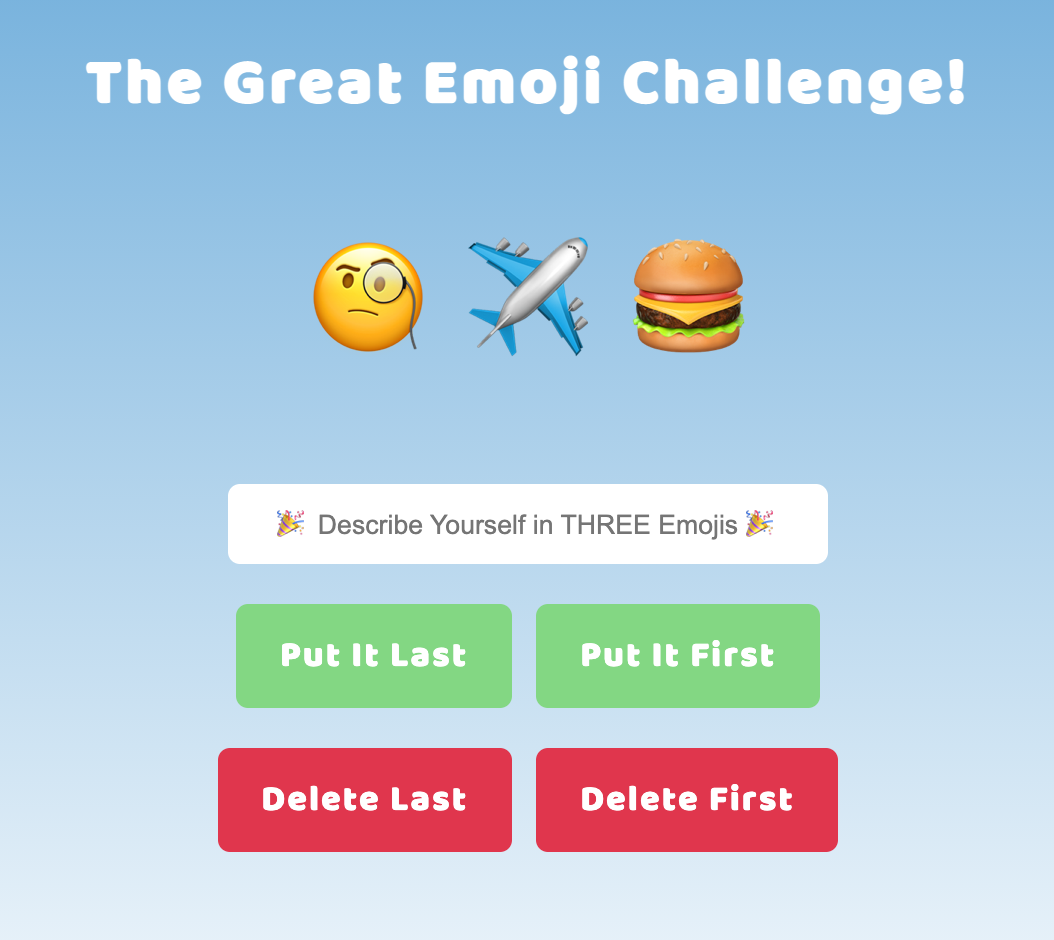 The Great Emoji Challenge!
🎉 Describe Yourself in THREE Emojis 🎉
Put It Last
Put It First
Delete Last
Delete First